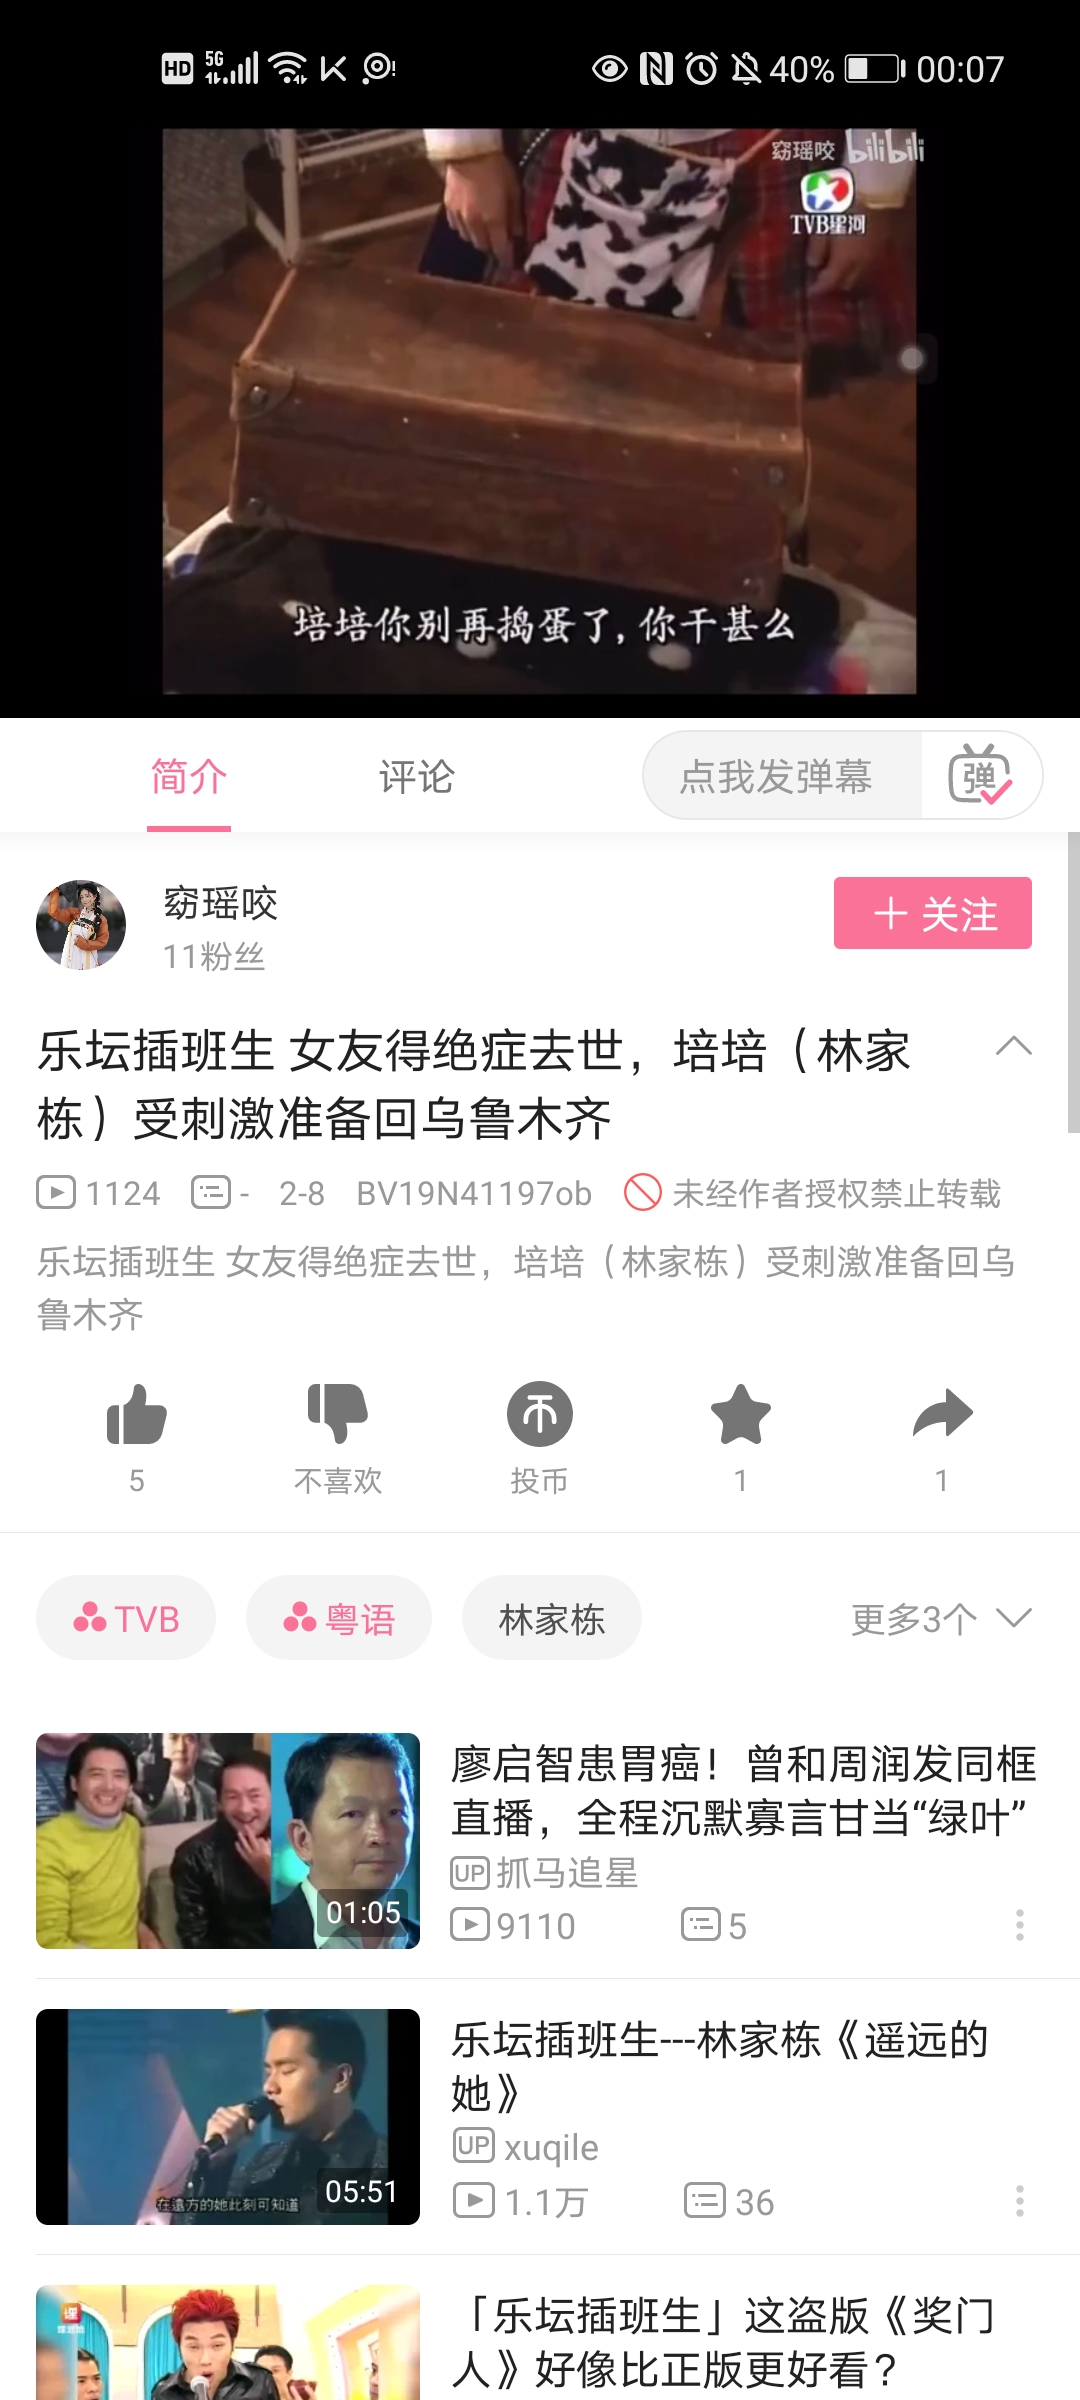 HD 5G 40% 00:07
窈瑶咬 bilibili
TVB星河
培培你别再捣蛋了,你干甚么
简介 评论 点我发弹幕 弹
窈瑶咬
11粉丝
+ 关注
乐坛插班生 女友得绝症去世，培培（林家
栋）受刺激准备回乌鲁木齐
1124 - 2-8 BV19N41197ob 未经作者授权禁止转载
乐坛插班生 女友得绝症去世，培培（林家栋）受刺激准备回乌
鲁木齐
5 不喜欢 投币 1 1
TVB 粤语 林家栋 更多3个
廖启智患胃癌！曾和周润发同框
直播，全程沉默寡言甘当“绿叶”
UP 抓马追星
9110 5
01:05
乐坛插班生---林家栋《遥远的
她》
UP xuqile
1.1万 36
在遠方的她此刻可知道
05:51
「乐坛插班生」这盗版《奖门
人》好像比正版更好看？